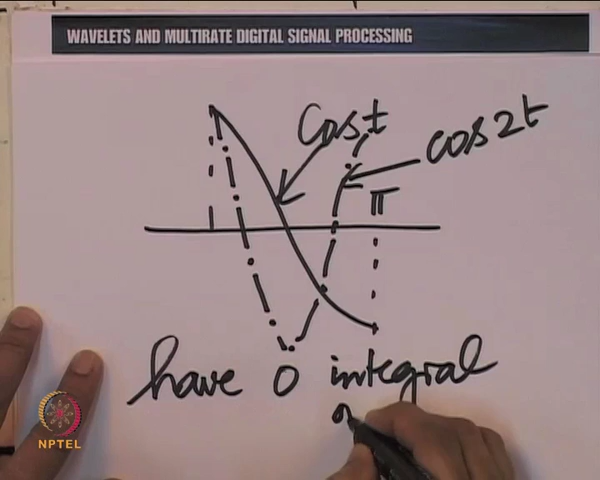 WAVELETS AND MULTIRATE DIGITAL SIGNAL PROCESSING
Cos t
cos 2t
π
have 0 integral
NPTEL